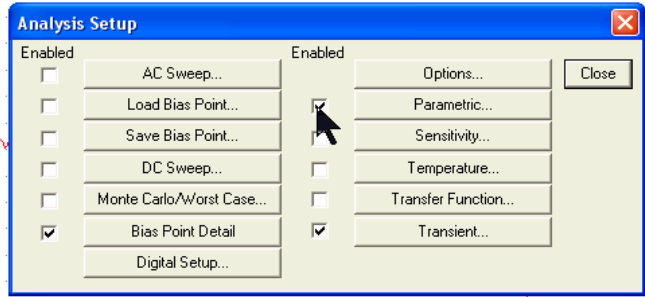 Analysis Setup
Enabled
AC Sweep...
Load Bias Point...
Save Bias Point...
DC Sweep...
Monte Carlo/Worst Case...
Bias Point Detail
Digital Setup...
Enabled
Options...
Parametric...
Sensitivity...
Temperature...
Transfer Function...
Transient...
Close